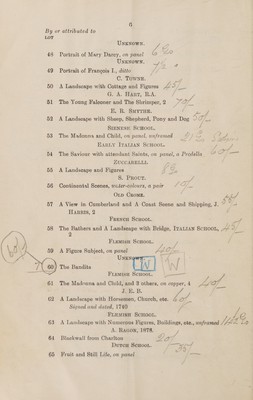 6
By or attributed to
LOT
UNKNOWN.
48 Portrait of Mary Darcy, on panel
UNKNOWN.
49 Portrait of François I., ditto
C. TOWNE.
50 A Landscape with Cottage and Figures
G. A. HART, R.A.
51 The Young Falconer and The Shrimper, 2
E. R. SMYTHE.
52 A Landscape with Sheep, Shepherd, Pony and Dog
SIENESE SCHOOL.
53 The Madonna and Child, on panel, unframed
EARLY ITALIAN SCHOOL.
54 The Saviour with attendant Saints, on panel, a Predella
ZUCCARELLI.
55 A Landscape and Figures
S. PROUT.
56 Continental Scenes, water-colours, a pair
OLD CROME.
57 A View in Cumberland and A Coast Scene and Shipping, J.
HARRIS, 2
FRENCH SCHOOL.
58 The Bathers and A Landscape with Bridge, ITALIAN SCHOOL,
2
FLEMISH SCHOOL.
59 A Figure Subject, on panel
UNKNOWN.
60 The Bandits
W W
FLEMISH SCHOOL.
61 The Madonna and Child, and 3 others, on copper, 4
J. E. B.
62 A Landscape with Horseman, Church, etc.
Signed and dated, 1740
FLEMISH SCHOOL.
63 A Landscape with Numerous Figures, Buildings, etc., unframed
A. RAGON, 1878.
64 Blackwall from Charlton
DUTCH SCHOOL.
65 Fruit and Still Life, on panel